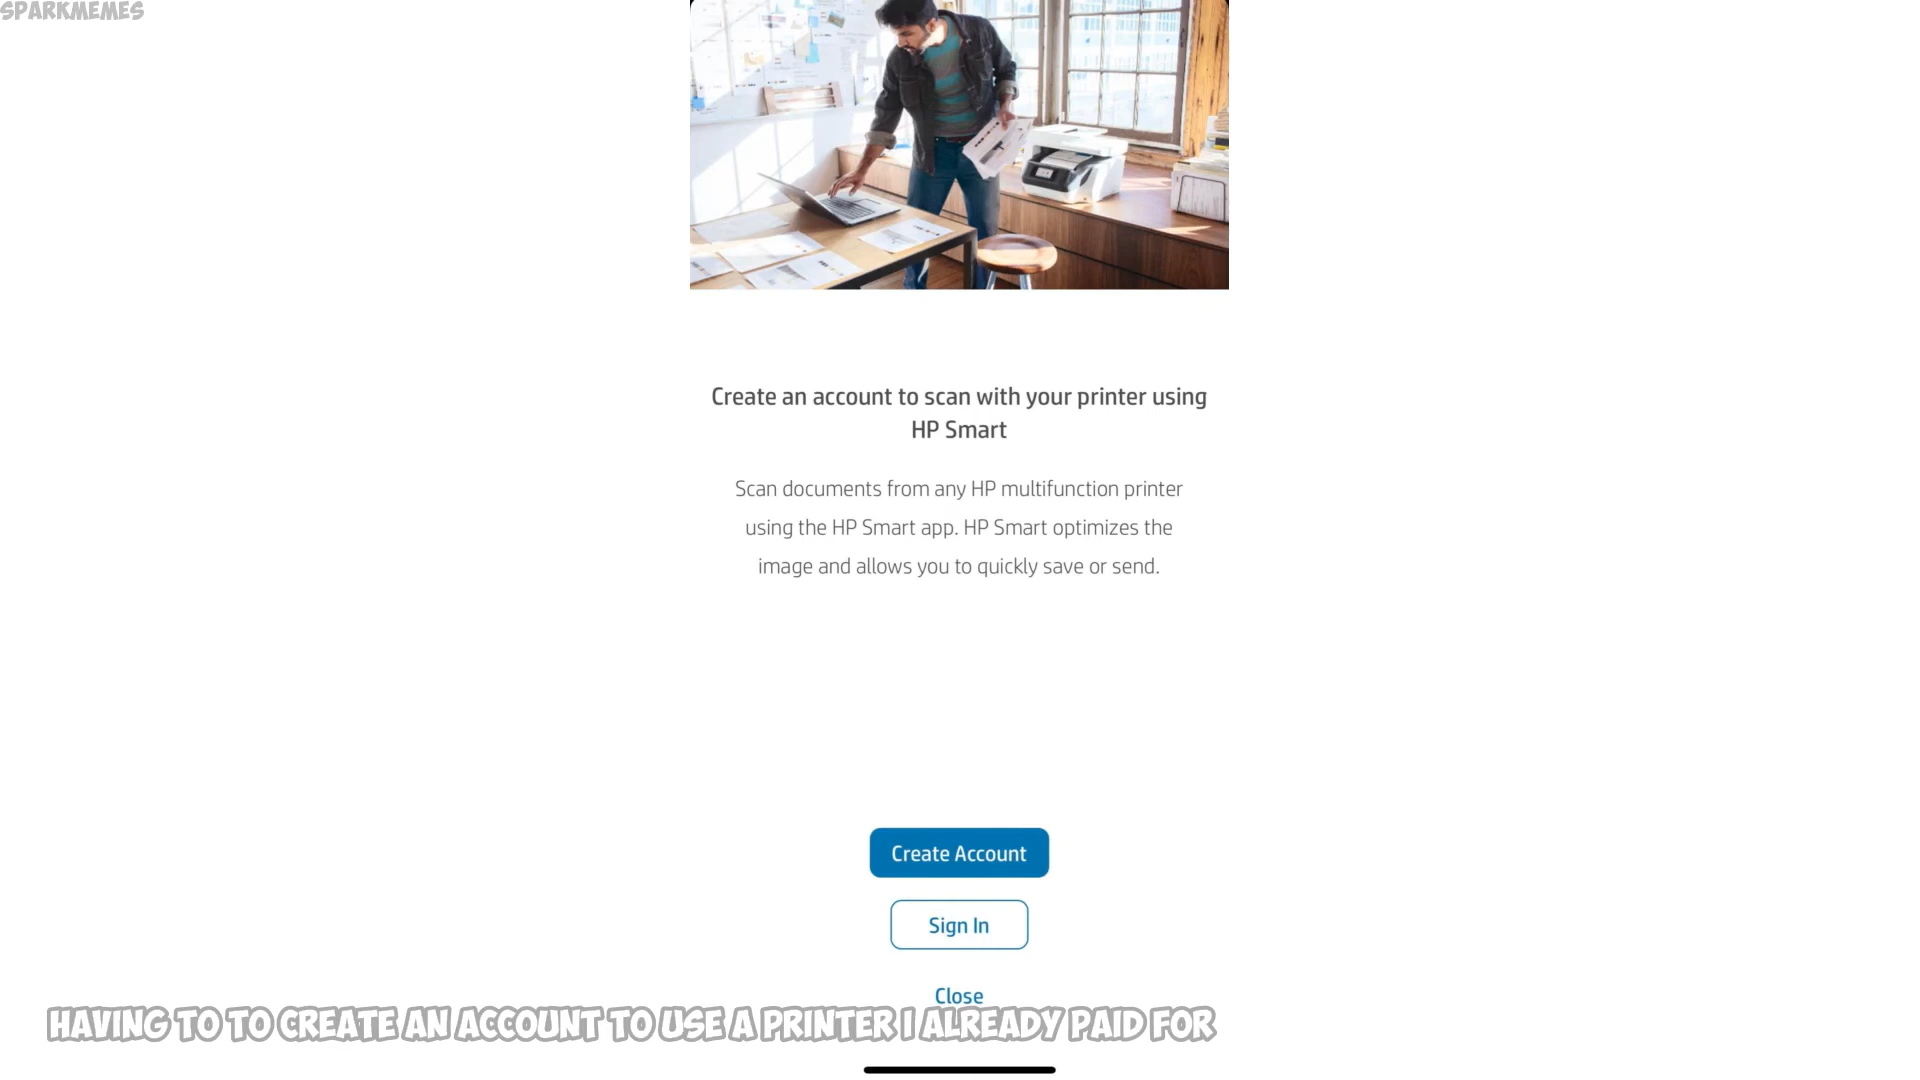 SPARKMEMES
Create an account to scan with your printer using
HP Smart
Scan documents from any HP multifunction printer
using the HP Smart app. HP Smart optimizes the
image and allows you to quickly save or send.
Create Account
Sign In
Close
HAVING TO TO CREATE AN ACCOUNT TO USE A PRINTER I ALREADY PAID FOR